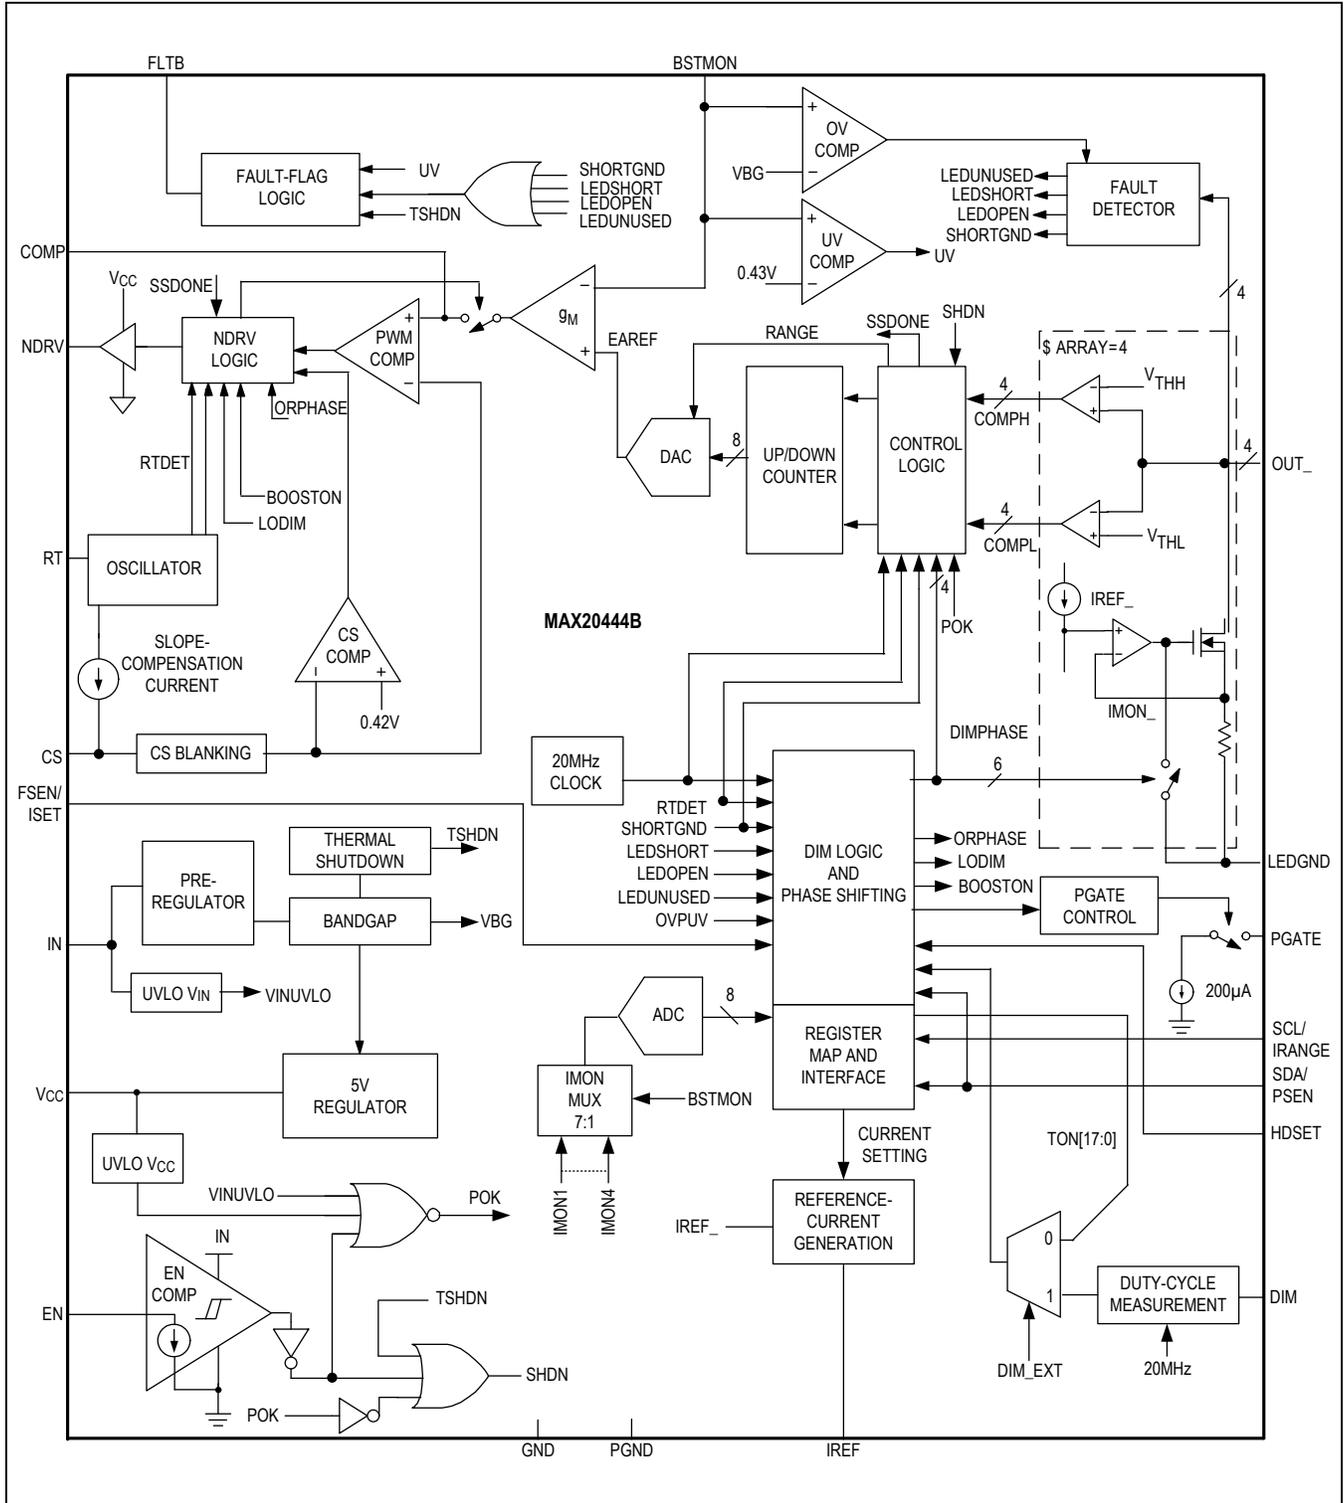 FLTB
BSTMON
FAULT-FLAG
LOGIC
UV
TSHDN
SHORTGND
LEDSHORT
LEDOPEN
LEDUNUSED
+
OV
COMP
−
VBG
+
UV
COMP
−
0.43V
UV
LEDUNUSED
LEDSHORT
LEDOPEN
SHORTGND
FAULT
DETECTOR
4
COMP
VCC
SSDONE
NDRV
NDRV
LOGIC
ORPHASE
+
PWM
COMP
−
−
gM
+
EAREF
RANGE
SSDONE
SHDN
DAC
8
UP/DOWN
COUNTER
CONTROL
LOGIC
4
COMPH
4
COMPL
$ ARRAY=4
−
+
VTHH
4
OUT_
−
+
VTHL
RTDET
BOOSTON
LODIM
RT
OSCILLATOR
SLOPE-
COMPENSATION
CURRENT
CS
COMP
−
+
0.42V
CS
CS BLANKING
MAX20444B
4
POK
IREF_
+
−
IMON_
DIMPHASE
6
20MHz
CLOCK
FSEN/
ISET
RTDET
SHORTGND
LEDSHORT
LEDOPEN
LEDUNUSED
OVPUV
DIM LOGIC
AND
PHASE SHIFTING
ORPHASE
LODIM
BOOSTON
LEDGND
PGATE
CONTROL
PGATE
200µA
THERMAL
SHUTDOWN
TSHDN
PRE-
REGULATOR
BANDGAP
VBG
IN
UVLO VIN
VINUVLO
ADC
8
REGISTER
MAP AND
INTERFACE
SCL/
IRANGE
SDA/
PSEN
HDSET
5V
REGULATOR
VCC
UVLO VCC
IMON
MUX
7:1
BSTMON
IMON1
IMON4
CURRENT
SETTING
TON[17:0]
VINUVLO
POK
IREF_
REFERENCE-
CURRENT
GENERATION
0
1
DUTY-CYCLE
MEASUREMENT
DIM
DIM_EXT
20MHz
IN
EN
COMP
EN
TSHDN
SHDN
POK
GND
PGND
IREF